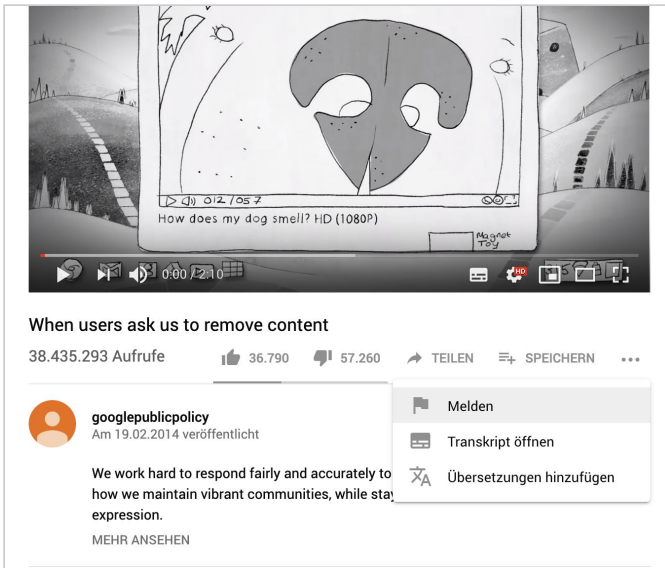 012/057
How does my dog smell? HD (1080P)
Magnet
Toy
0:00 / 2:10
HD
When users ask us to remove content
38.435.293 Aufrufe
36.790
57.260
TEILEN
SPEICHERN
Melden
Transkript öffnen
Übersetzungen hinzufügen
googlepublicpolicy
Am 19.02.2014 veröffentlicht
We work hard to respond fairly and accurately to
how we maintain vibrant communities, while stay
expression.
MEHR ANSEHEN